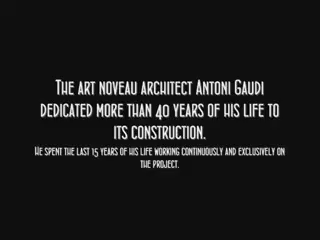 The art noveau architect Antoni Gaudi
dedicated more than 40 years of his life to
its construction.
He spent the last 15 years of his life working continuously and exclusively on
the project.